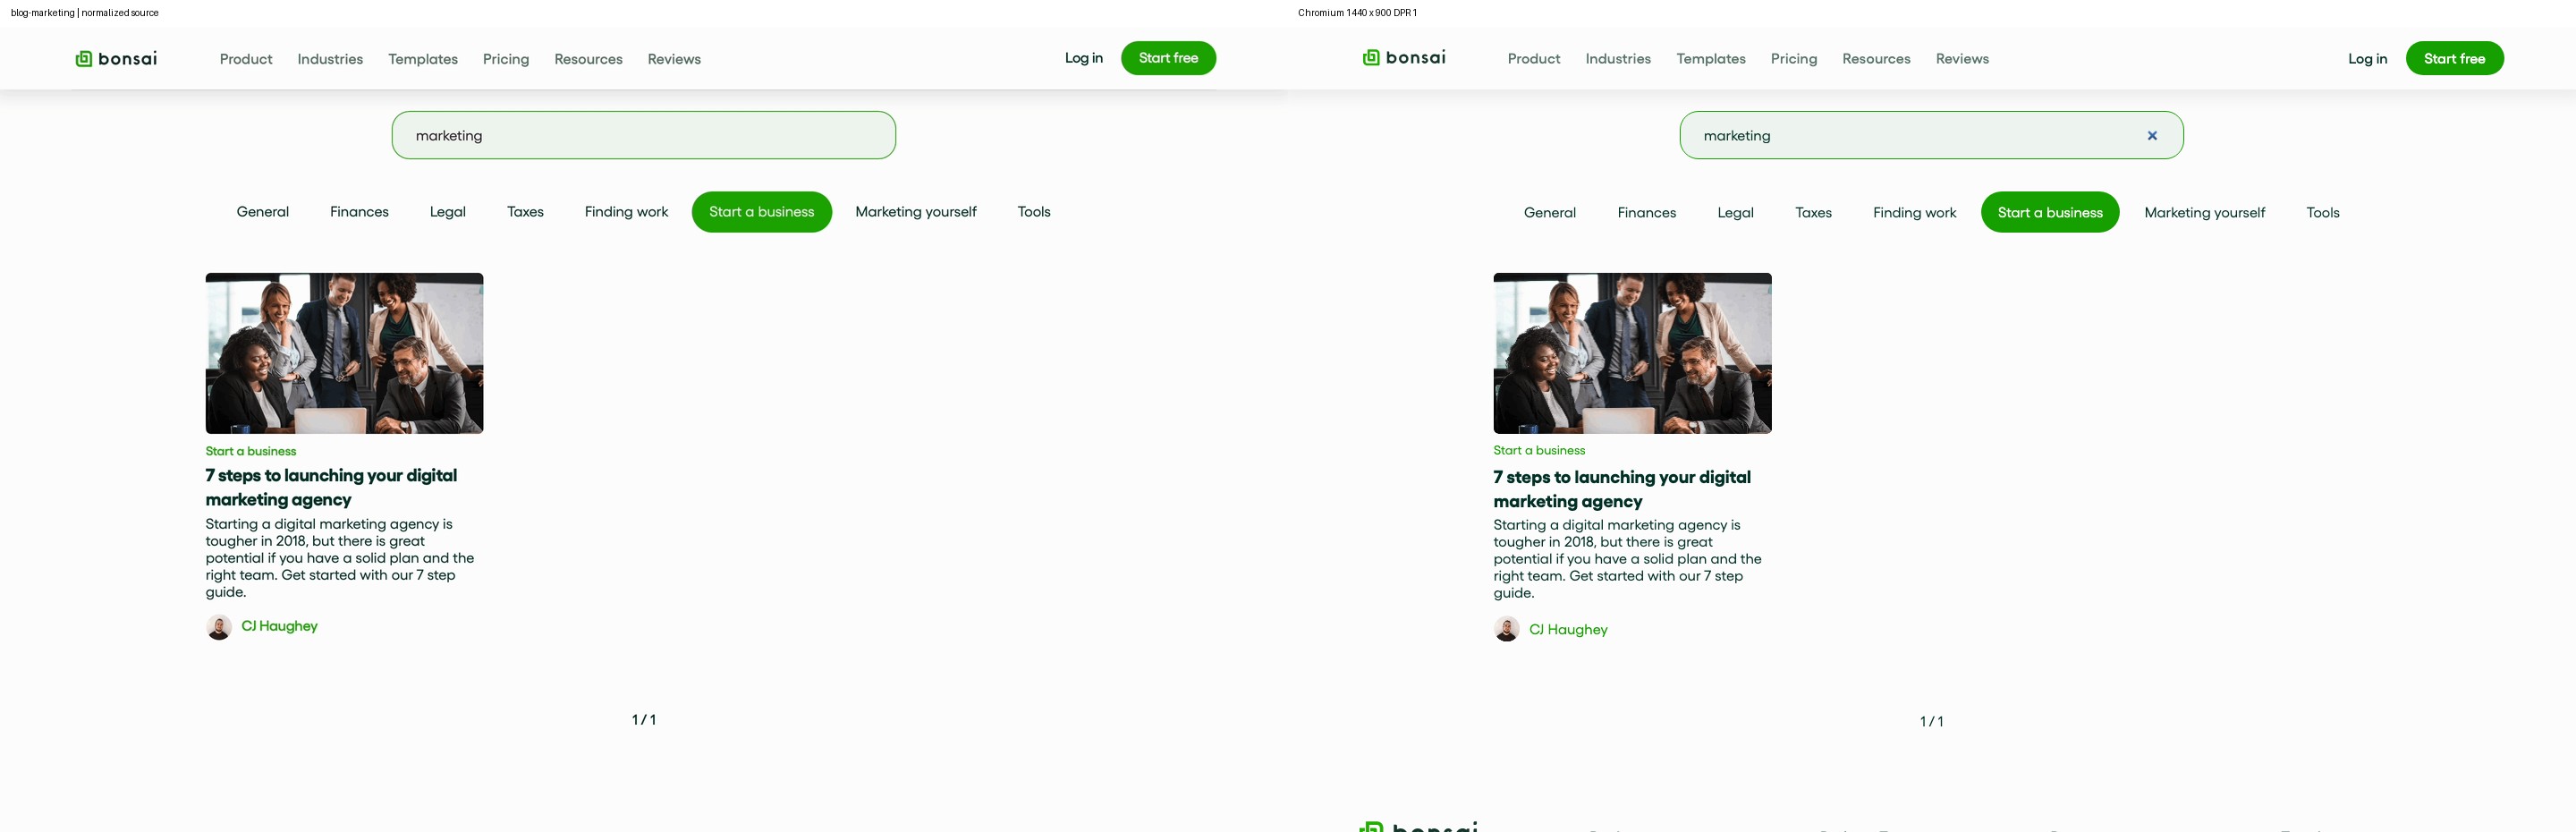 blog-marketing | normalized source
Chromium 1440 x 900 DPR 1
bonsai Product Industries Templates Pricing Resources Reviews Log in Start free
bonsai Product Industries Templates Pricing Resources Reviews Log in Start free
marketing
marketing
General Finances Legal Taxes Finding work Start a business Marketing yourself Tools
General Finances Legal Taxes Finding work Start a business Marketing yourself Tools
Start a business
7 steps to launching your digital
marketing agency
Starting a digital marketing agency is
tougher in 2018, but there is great
potential if you have a solid plan and the
right team. Get started with our 7 step
guide.
CJ Haughey
1 / 1
Start a business
7 steps to launching your digital
marketing agency
Starting a digital marketing agency is
tougher in 2018, but there is great
potential if you have a solid plan and the
right team. Get started with our 7 step
guide.
CJ Haughey
1 / 1
bonsai